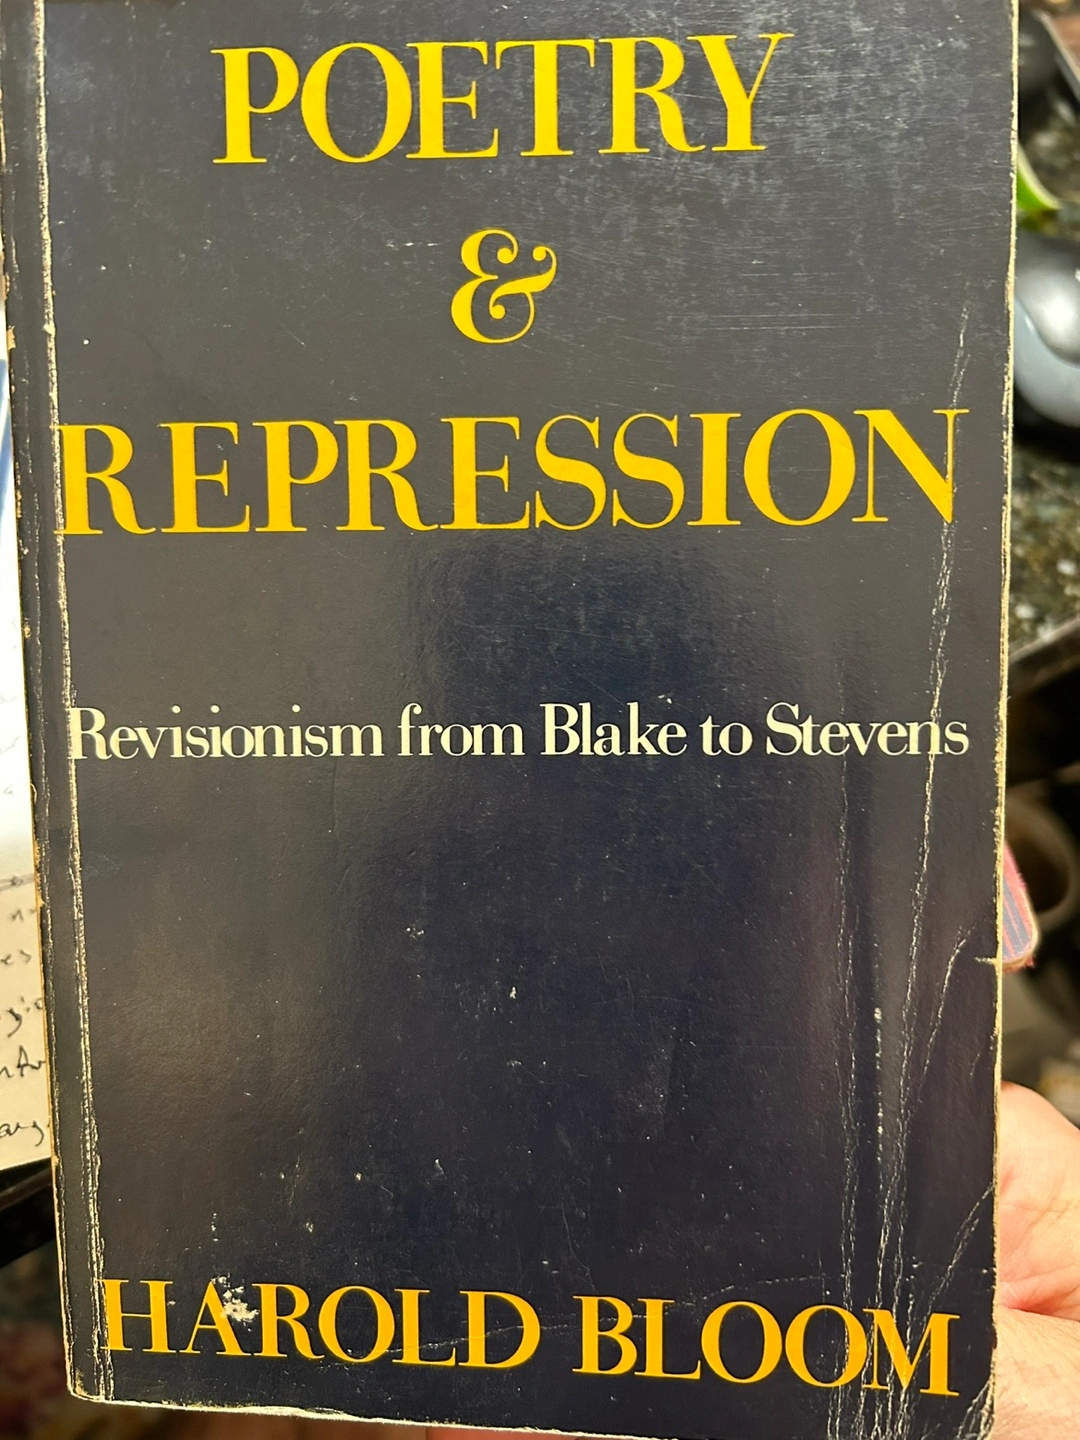 POETRY
&
REPRESSION
Revisionism from Blake to Stevens
HAROLD BLOOM